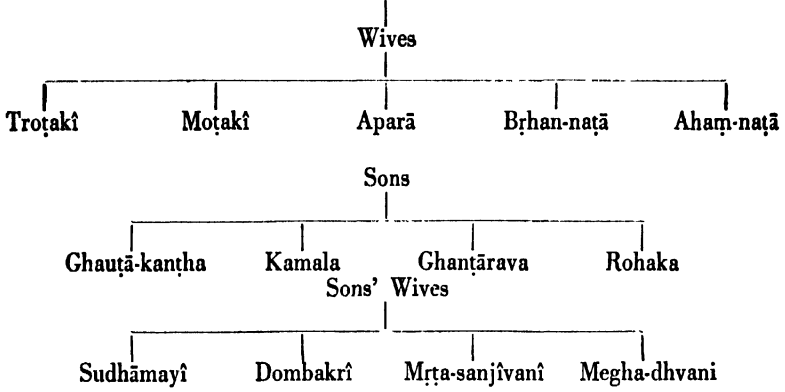 Wives
Troṭakî Moṭakî Aparā Bṛhan-naṭā Ahaṃ-naṭā
Sons
Ghauṭā-kaṇṭha Kamala Ghaṇṭārava Rohaka
Sons' Wives
Sudhāmayî Dombakrî Mṛta-sanjîvanî Megha-dhvani